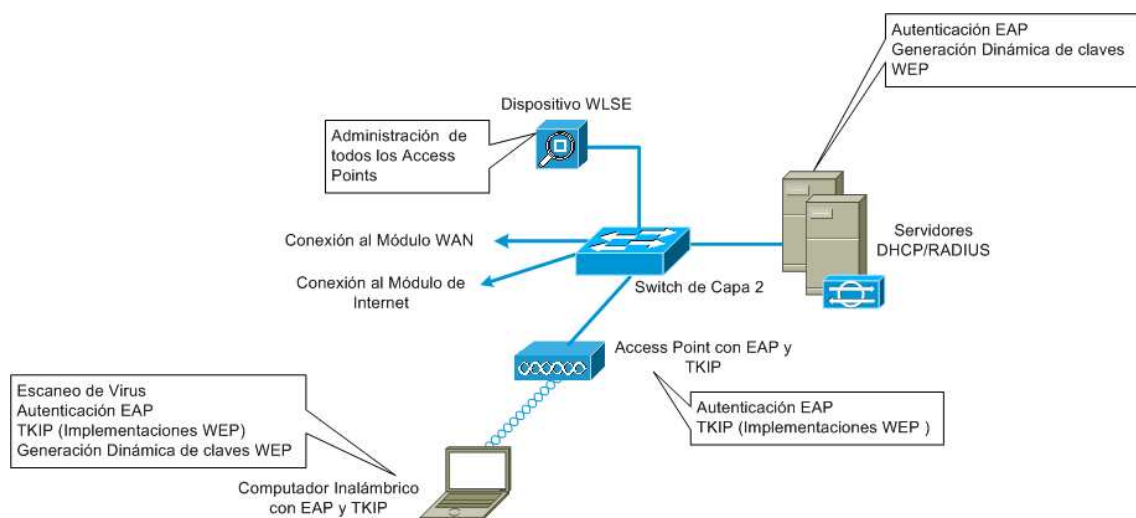 Autenticación EAP
Generación Dinámica de claves
WEP
Dispositivo WLSE
Administración de
todos los Access
Points
Conexión al Módulo WAN
Servidores
DHCP/RADIUS
Conexión al Módulo de
Internet
Switch de Capa 2
Access Point con EAP y
TKIP
Escaneo de Virus
Autenticación EAP
TKIP (Implementaciones WEP)
Generación Dinámica de claves WEP
Autenticación EAP
TKIP (Implementaciones WEP )
Computador Inalámbrico
con EAP y TKIP